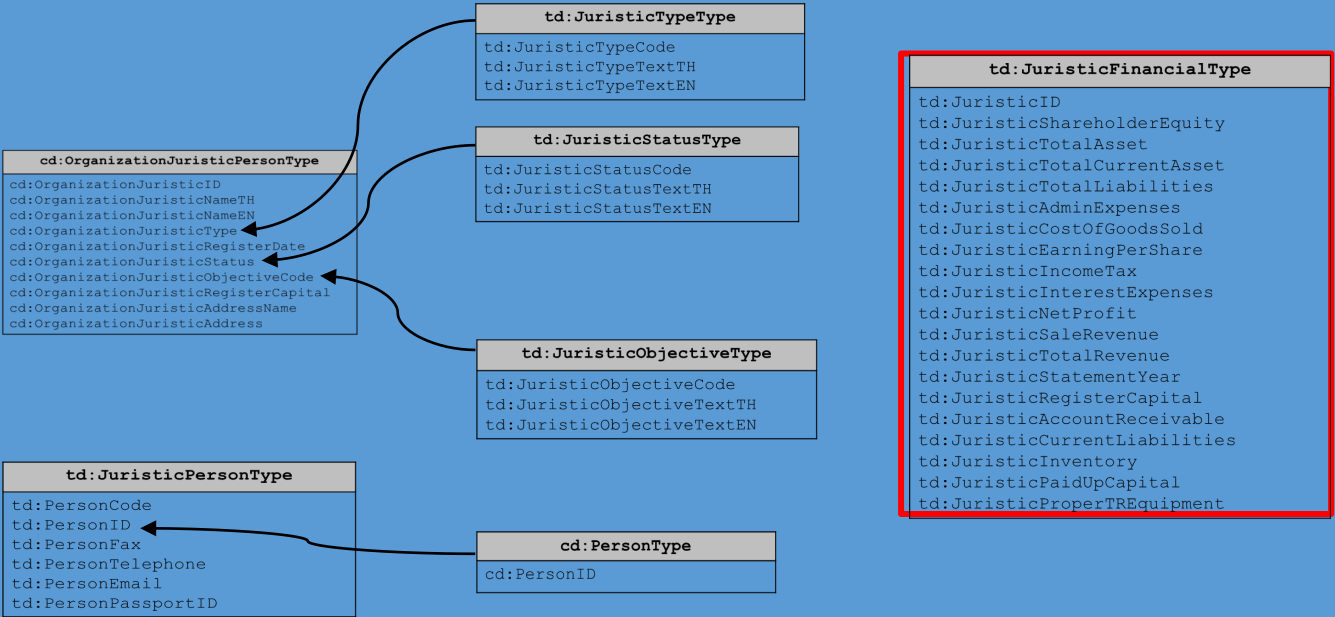 td:JuristicTypeType
td:JuristicTypeCode
td:JuristicTypeTextTH
td:JuristicTypeTextEN
td:JuristicStatusType
td:JuristicStatusCode
td:JuristicStatusTextTH
td:JuristicStatusTextEN
cd:OrganizationJuristicPersonType
cd:OrganizationJuristicID
cd:OrganizationJuristicNameTH
cd:OrganizationJuristicNameEN
cd:OrganizationJuristicType
cd:OrganizationJuristicRegisterDate
cd:OrganizationJuristicStatus
cd:OrganizationJuristicObjectiveCode
cd:OrganizationJuristicRegisterCapital
cd:OrganizationJuristicAddressName
cd:OrganizationJuristicAddress
td:JuristicObjectiveType
td:JuristicObjectiveCode
td:JuristicObjectiveTextTH
td:JuristicObjectiveTextEN
td:JuristicPersonType
td:PersonCode
td:PersonID
td:PersonFax
td:PersonTelephone
td:PersonEmail
td:PersonPassportID
cd:PersonType
cd:PersonID
td:JuristicFinancialType
td:JuristicID
td:JuristicShareholderEquity
td:JuristicTotalAsset
td:JuristicTotalCurrentAsset
td:JuristicTotalLiabilities
td:JuristicAdminExpenses
td:JuristicCostOfGoodsSold
td:JuristicEarningPerShare
td:JuristicIncomeTax
td:JuristicInterestExpenses
td:JuristicNetProfit
td:JuristicSaleRevenue
td:JuristicTotalRevenue
td:JuristicStatementYear
td:JuristicRegisterCapital
td:JuristicAccountReceivable
td:JuristicCurrentLiabilities
td:JuristicInventory
td:JuristicPaidUpCapital
td:JuristicProperTREquipment